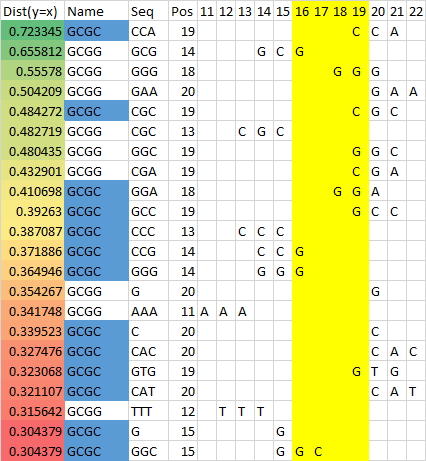 Dist(y=x) Name Seq Pos 11 12 13 14 15 16 17 18 19 20 21 22
0.723345 GCGC CCA 19 C C A
0.655812 GCGG GCG 14 G C G
0.55578 GCGG GGG 18 G G G
0.504209 GCGG GAA 20 G A A
0.484272 GCGC CGC 19 C G C
0.482719 GCGG CGC 13 C G C
0.480435 GCGG GGC 19 G G C
0.432901 GCGG CGA 19 C G A
0.410698 GCGC GGA 18 G G A
0.39263 GCGC GCC 19 G C C
0.387087 GCGC CCC 13 C C C
0.371886 GCGC CCG 14 C C G
0.364946 GCGC GGG 14 G G G
0.354267 GCGG G 20 G
0.341748 GCGG AAA 11 A A A
0.339523 GCGC C 20 C
0.327476 GCGC CAC 20 C A C
0.323068 GCGC GTG 19 G T G
0.321107 GCGC CAT 20 C A T
0.315642 GCGG TTT 12 T T T
0.304379 GCGC G 15 G
0.304379 GCGC GGC 15 G G C